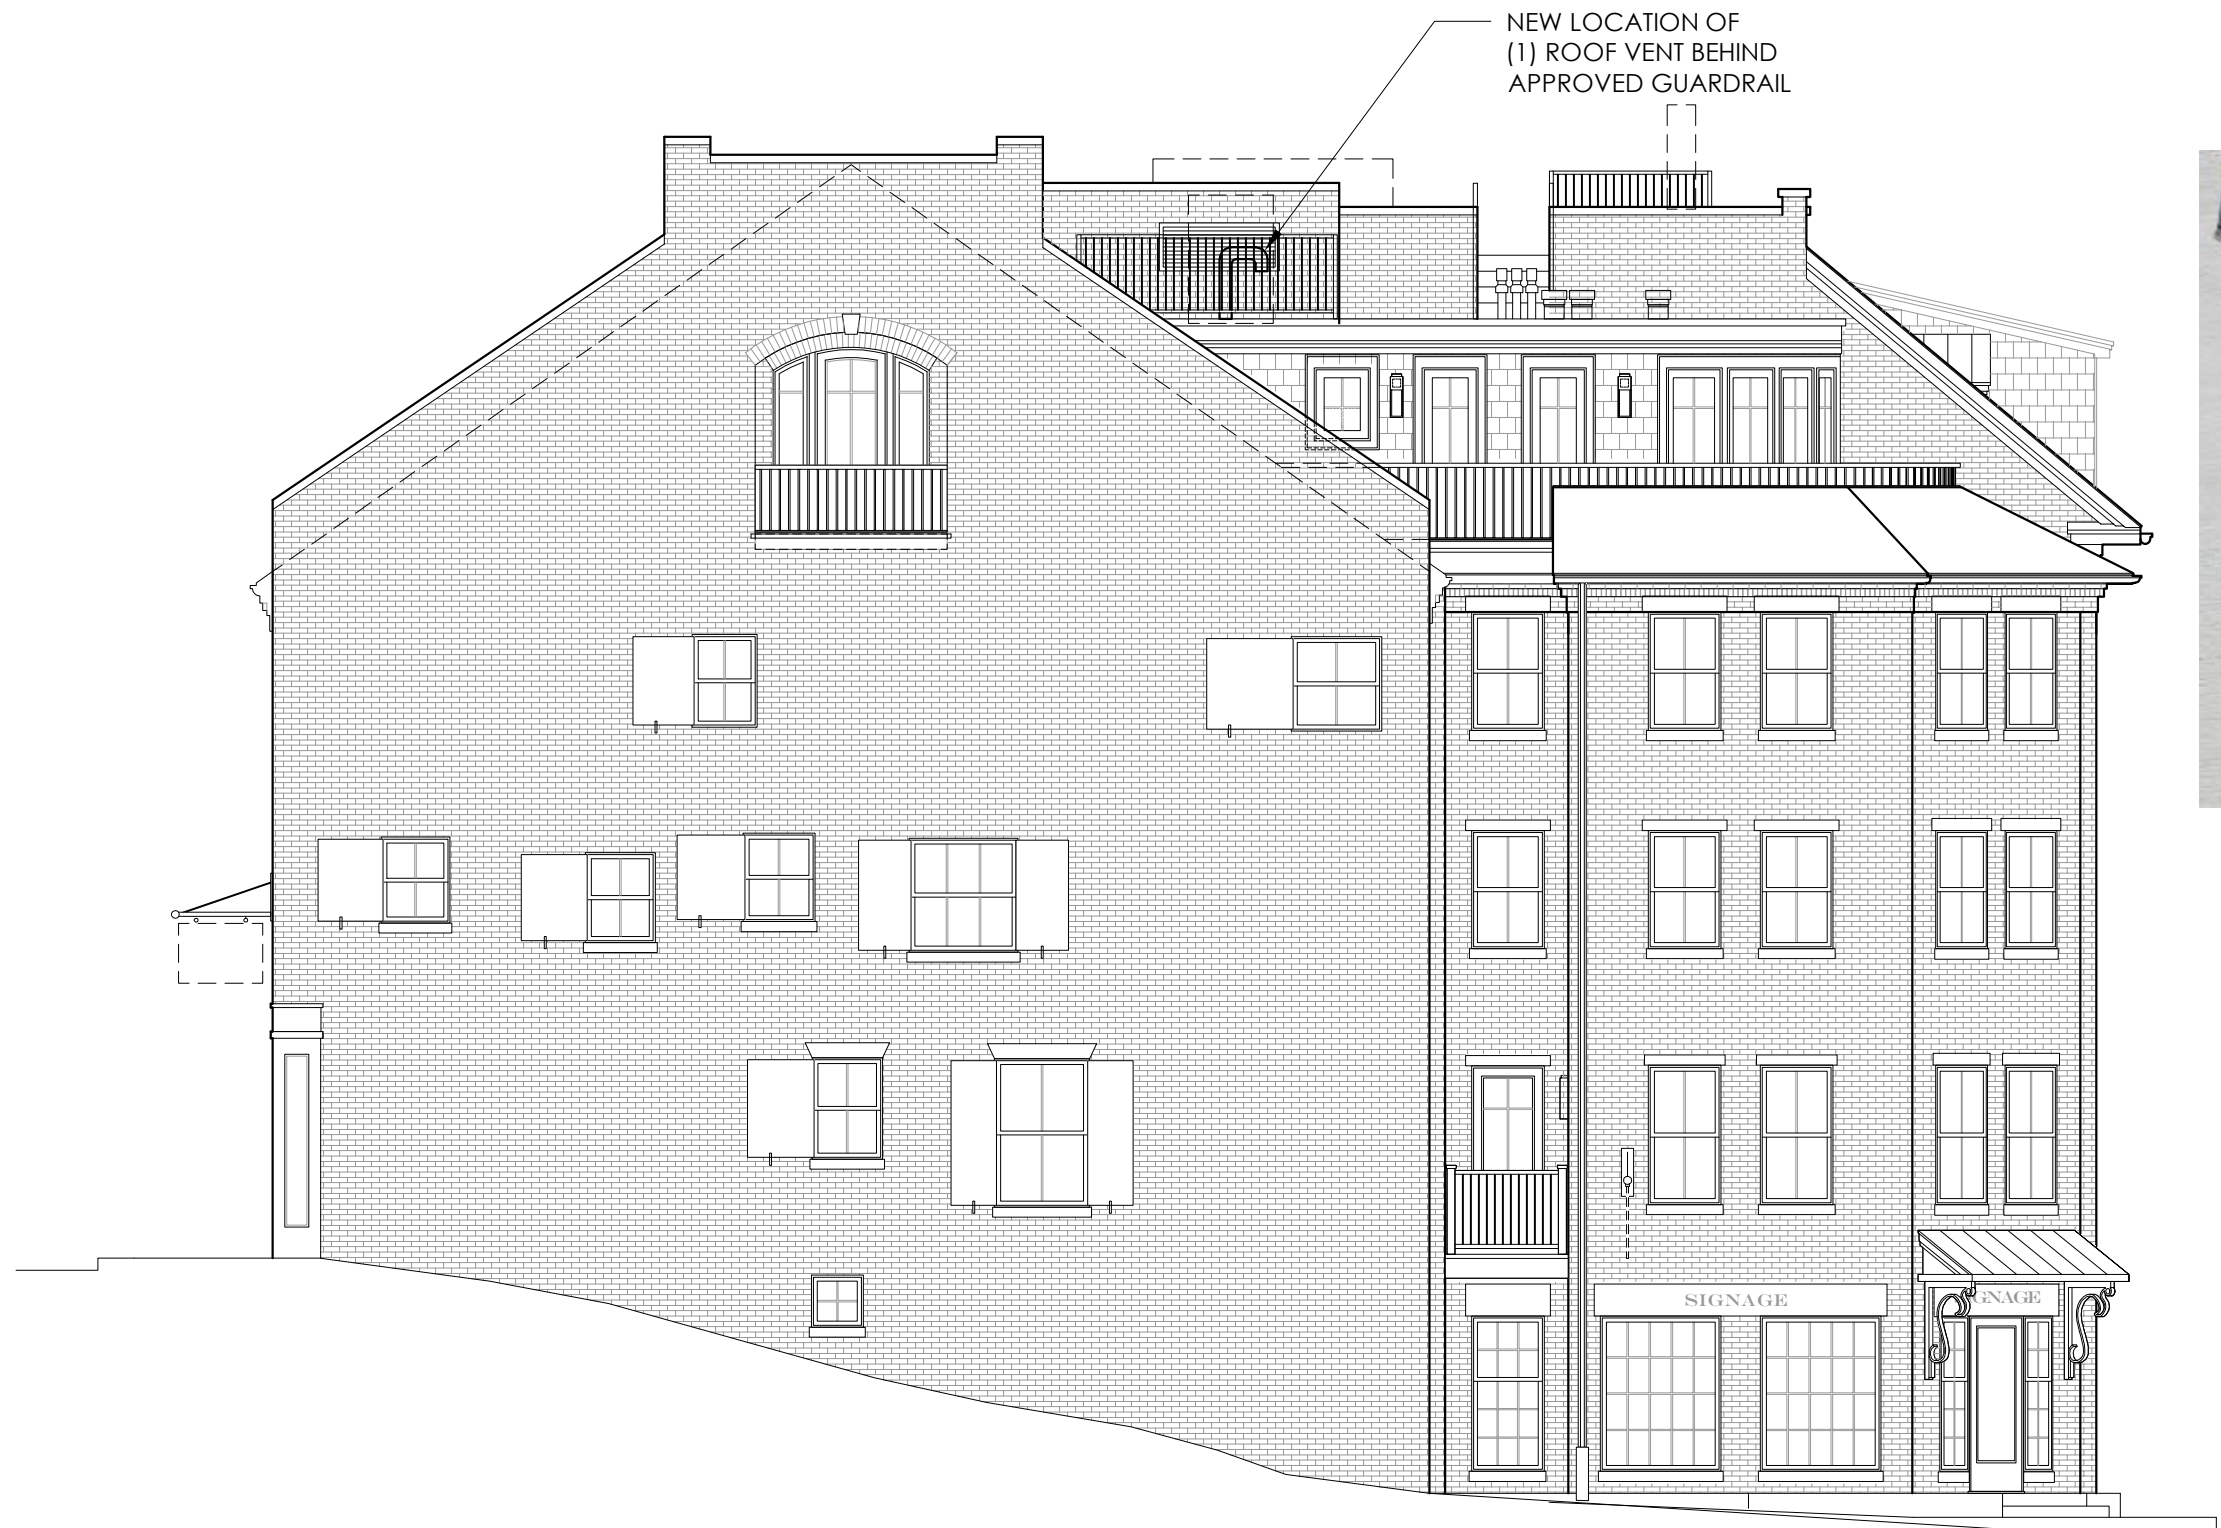 NEW LOCATION OF
(1) ROOF VENT BEHIND
APPROVED GUARDRAIL
SIGNAGE
GNAGE